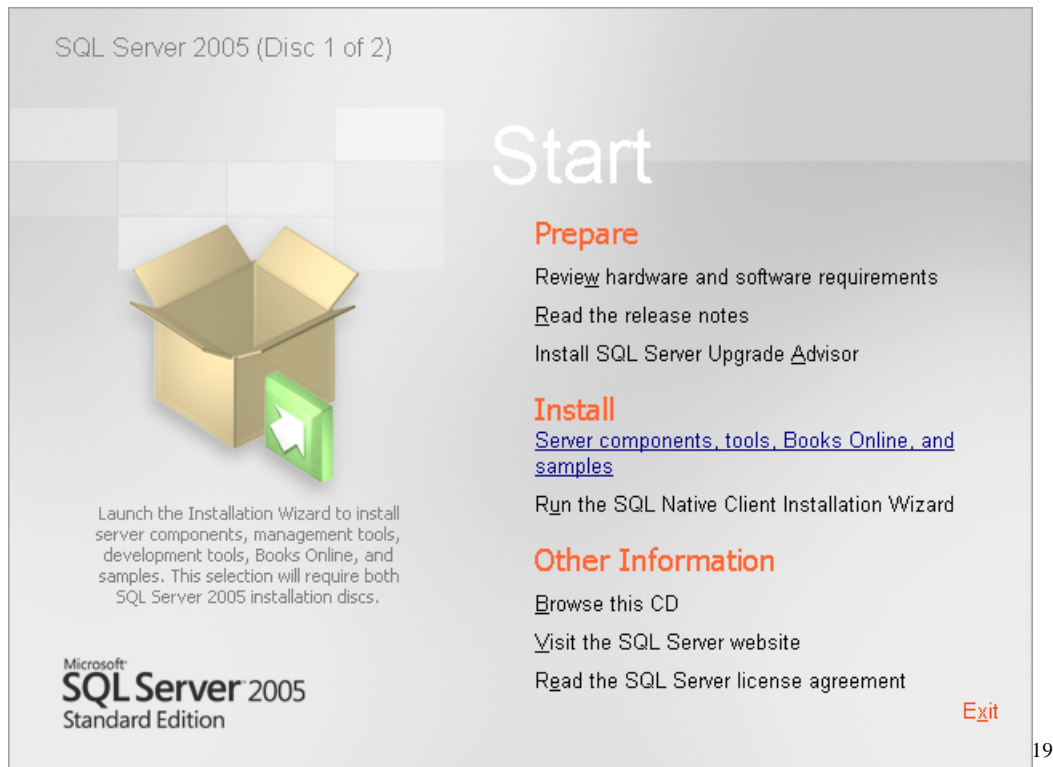 SQL Server 2005 (Disc 1 of 2)
Start
Prepare
Review hardware and software requirements
Read the release notes
Install SQL Server Upgrade Advisor
Install
Server components, tools, Books Online, and
samples
Run the SQL Native Client Installation Wizard
Other Information
Browse this CD
Visit the SQL Server website
Read the SQL Server license agreement
Exit
Launch the Installation Wizard to install
server components, management tools,
development tools, Books Online, and
samples. This selection will require both
SQL Server 2005 installation discs.
Microsoft
SQL Server 2005
Standard Edition
19